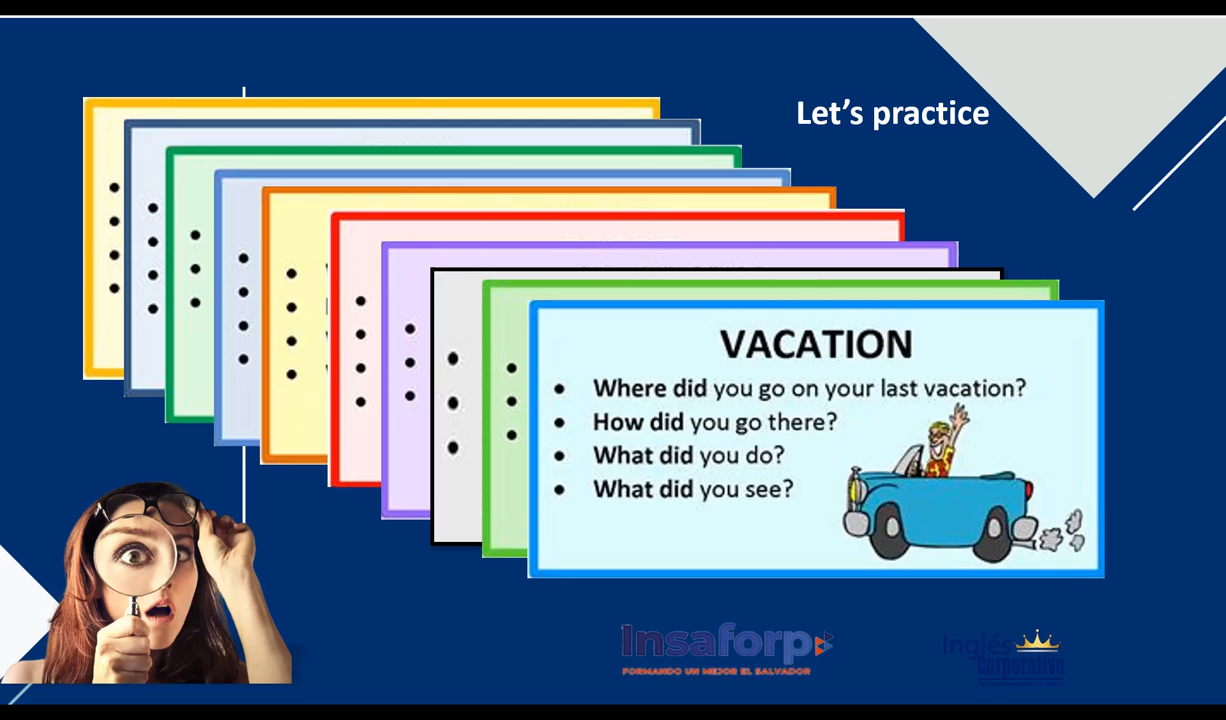 Let's practice
VACATION
• Where did you go on your last vacation?
• How did you go there?
• What did you do?
• What did you see?
Insaforp
FORMANDO UN MEJOR EL SALVADOR
Inglés
Corporativo